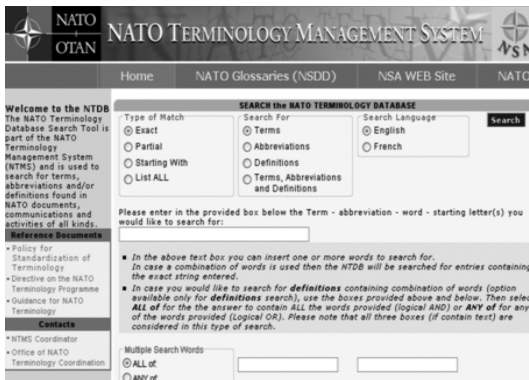 NATO
OTAN
NATO TERMINOLOGY MANAGEMENT SYSTEM
NSA
Home
NATO Glossaries (NSDD)
NSA WEB Site
NATO
Welcome to the NTDB
The NATO Terminology
Database Search Tool is
part of the NATO
Terminology
Management System
(NTMS) and is used to
search for terms,
abbreviations and/or
definitions found in
NATO documents,
communications and
activities of all kinds.
Reference Documents
Policy for
Standardization of
Terminology
Directive on the NATO
Terminology Programme
Guidance for NATO
Terminology
Contacts
NTMS Coordinator
Office of NATO
Terminology Coordination
SEARCH the NATO TERMINOLOGY DATABASE
Type of Match
Exact
Partial
Starting With
List ALL
Search For
Terms
Abbreviations
Definitions
Terms, Abbreviations
and Definitions
Search Language
English
French
Search
Please enter in the provided box below the Term - abbreviation - word - starting letter(s) you
would like to search for:
In the above text box you can insert one or more words to search for.
In case a combination of words is used then the NTDB will be searched for entries containing
the exact string entered.
In case you would like to search for definitions containing combination of words (option
available only for definitions search), use the boxes provided above and below. Then select
ALL of for the the answer to contain ALL the words provided (logical AND) or ANY of for any
of the words provided (Logical OR). Please note that all three boxes (if contain text) are
considered in this type of search.
Multiple Search Words
ALL of:
ANY of: